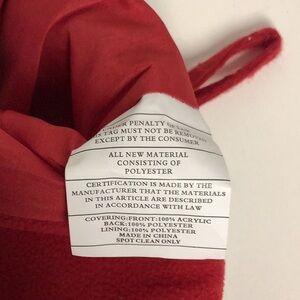 UNDER PENALTY OF
TAG MUST NOT BE REMOVED
EXCEPT BY THE CONSUMER
ALL NEW MATERIAL
CONSISTING OF
POLYESTER
CERTIFICATION IS MADE BY THE
MANUFACTURER THAT THE MATERIALS
IN THIS ARTICLE ARE DESCRIBED
IN ACCORDANCE WITH LAW
COVERING:FRONT:100% ACRYLIC
BACK:100% POLYESTER
LINING:100% POLYESTER
MADE IN CHINA
SPOT CLEAN ONLY